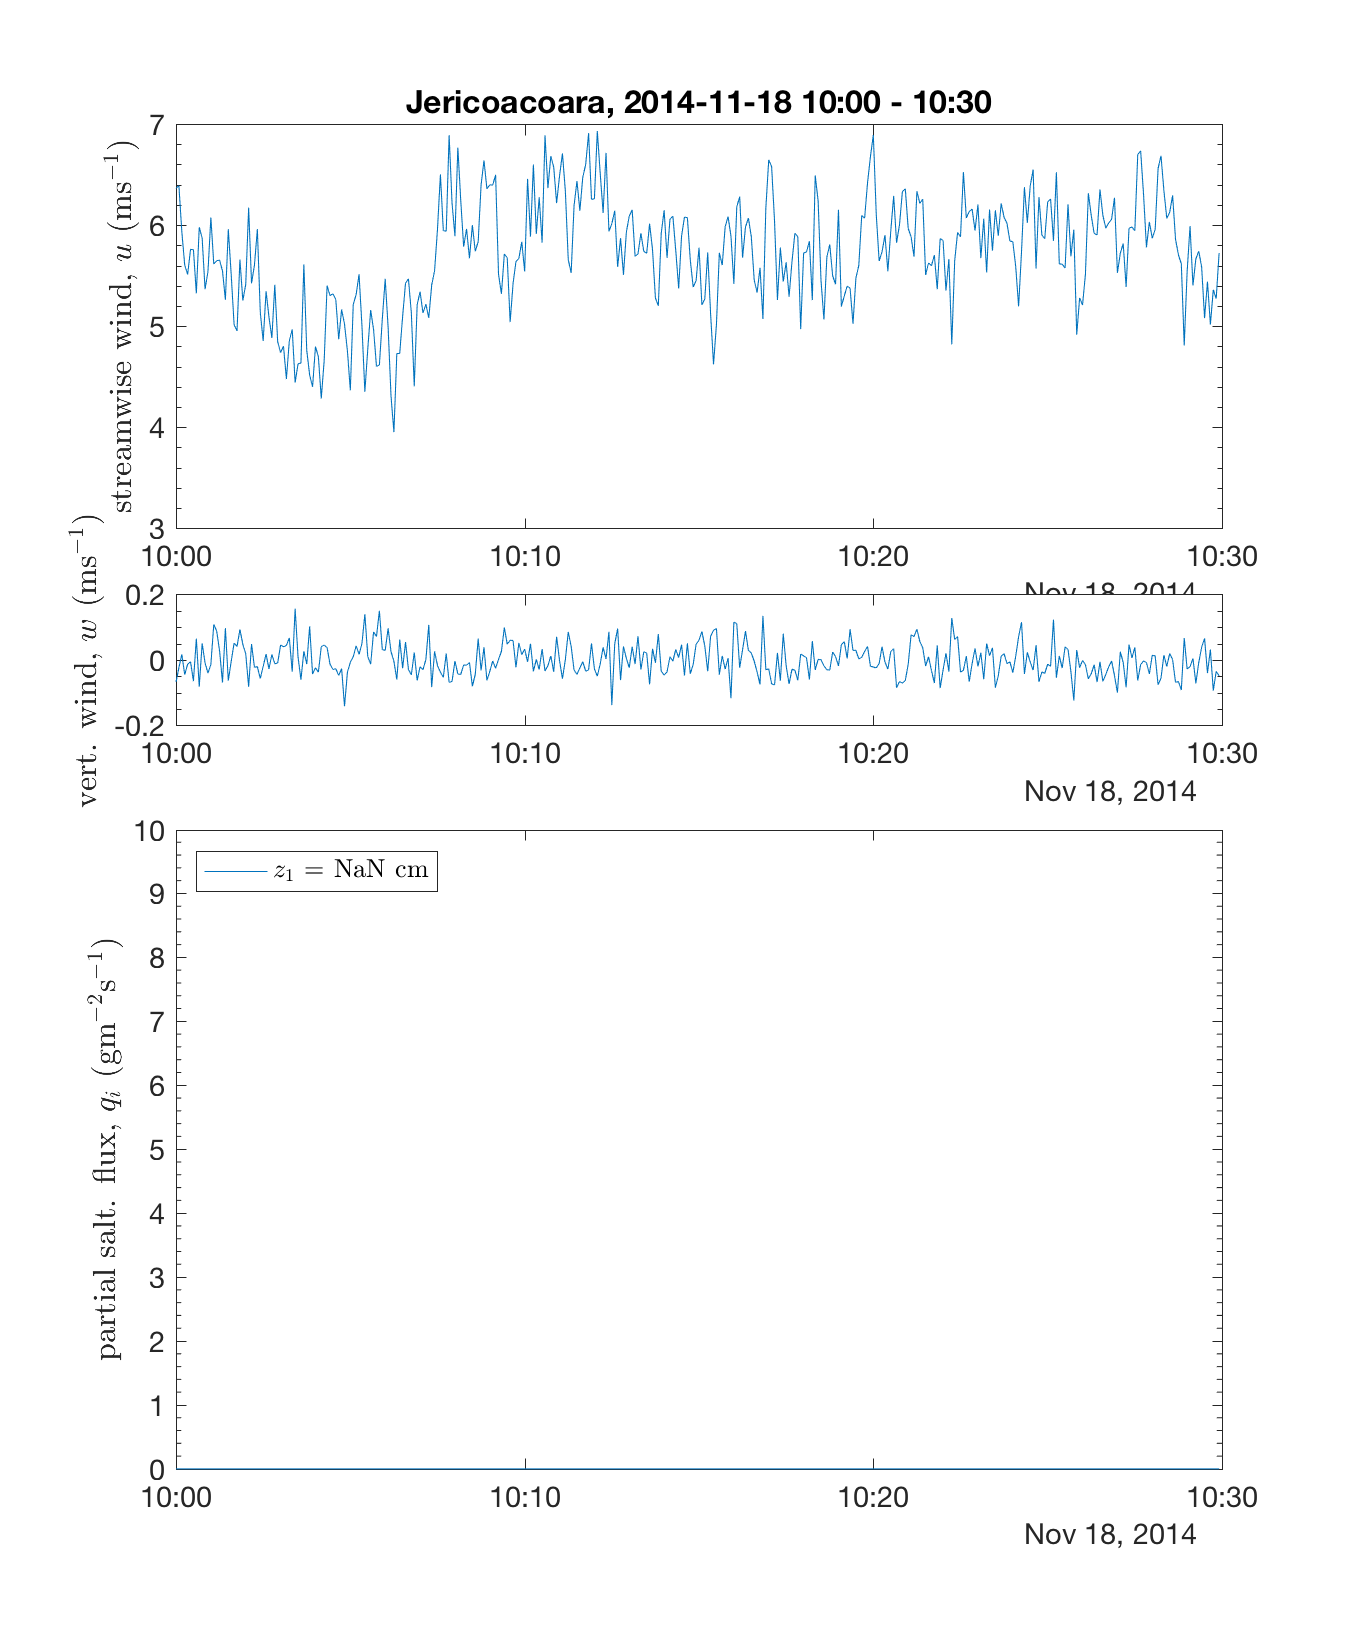 Jericoacoara, 2014-11-18 10:00 - 10:30
streamwise wind, u (ms⁻¹)
7
6
5
4
3
10:00 10:10 10:20 10:30
Nov 18, 2014
vert. wind, w (ms⁻¹)
0.2
0
-0.2
10:00 10:10 10:20 10:30
Nov 18, 2014
partial salt. flux, qᵢ (gm⁻²s⁻¹)
10
9
8
7
6
5
4
3
2
1
0
z₁ = NaN cm
10:00 10:10 10:20 10:30
Nov 18, 2014